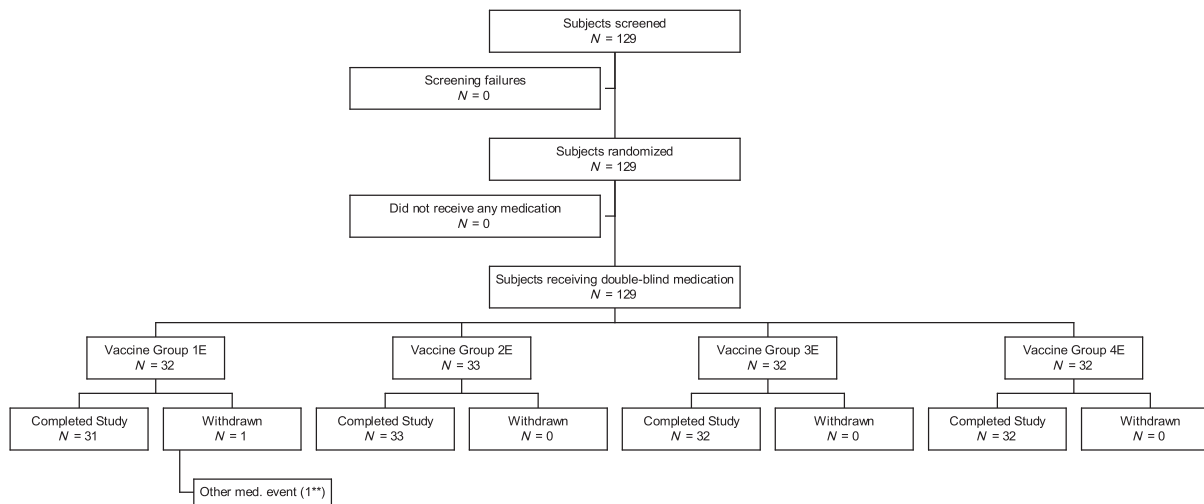 Subjects screened
N = 129
Screening failures
N = 0
Subjects randomized
N = 129
Did not receive any medication
N = 0
Subjects receiving double-blind medication
N = 129
Vaccine Group 1E
N = 32
Vaccine Group 2E
N = 33
Vaccine Group 3E
N = 32
Vaccine Group 4E
N = 32
Completed Study
N = 31
Withdrawn
N = 1
Completed Study
N = 33
Withdrawn
N = 0
Completed Study
N = 32
Withdrawn
N = 0
Completed Study
N = 32
Withdrawn
N = 0
Other med. event (1**)